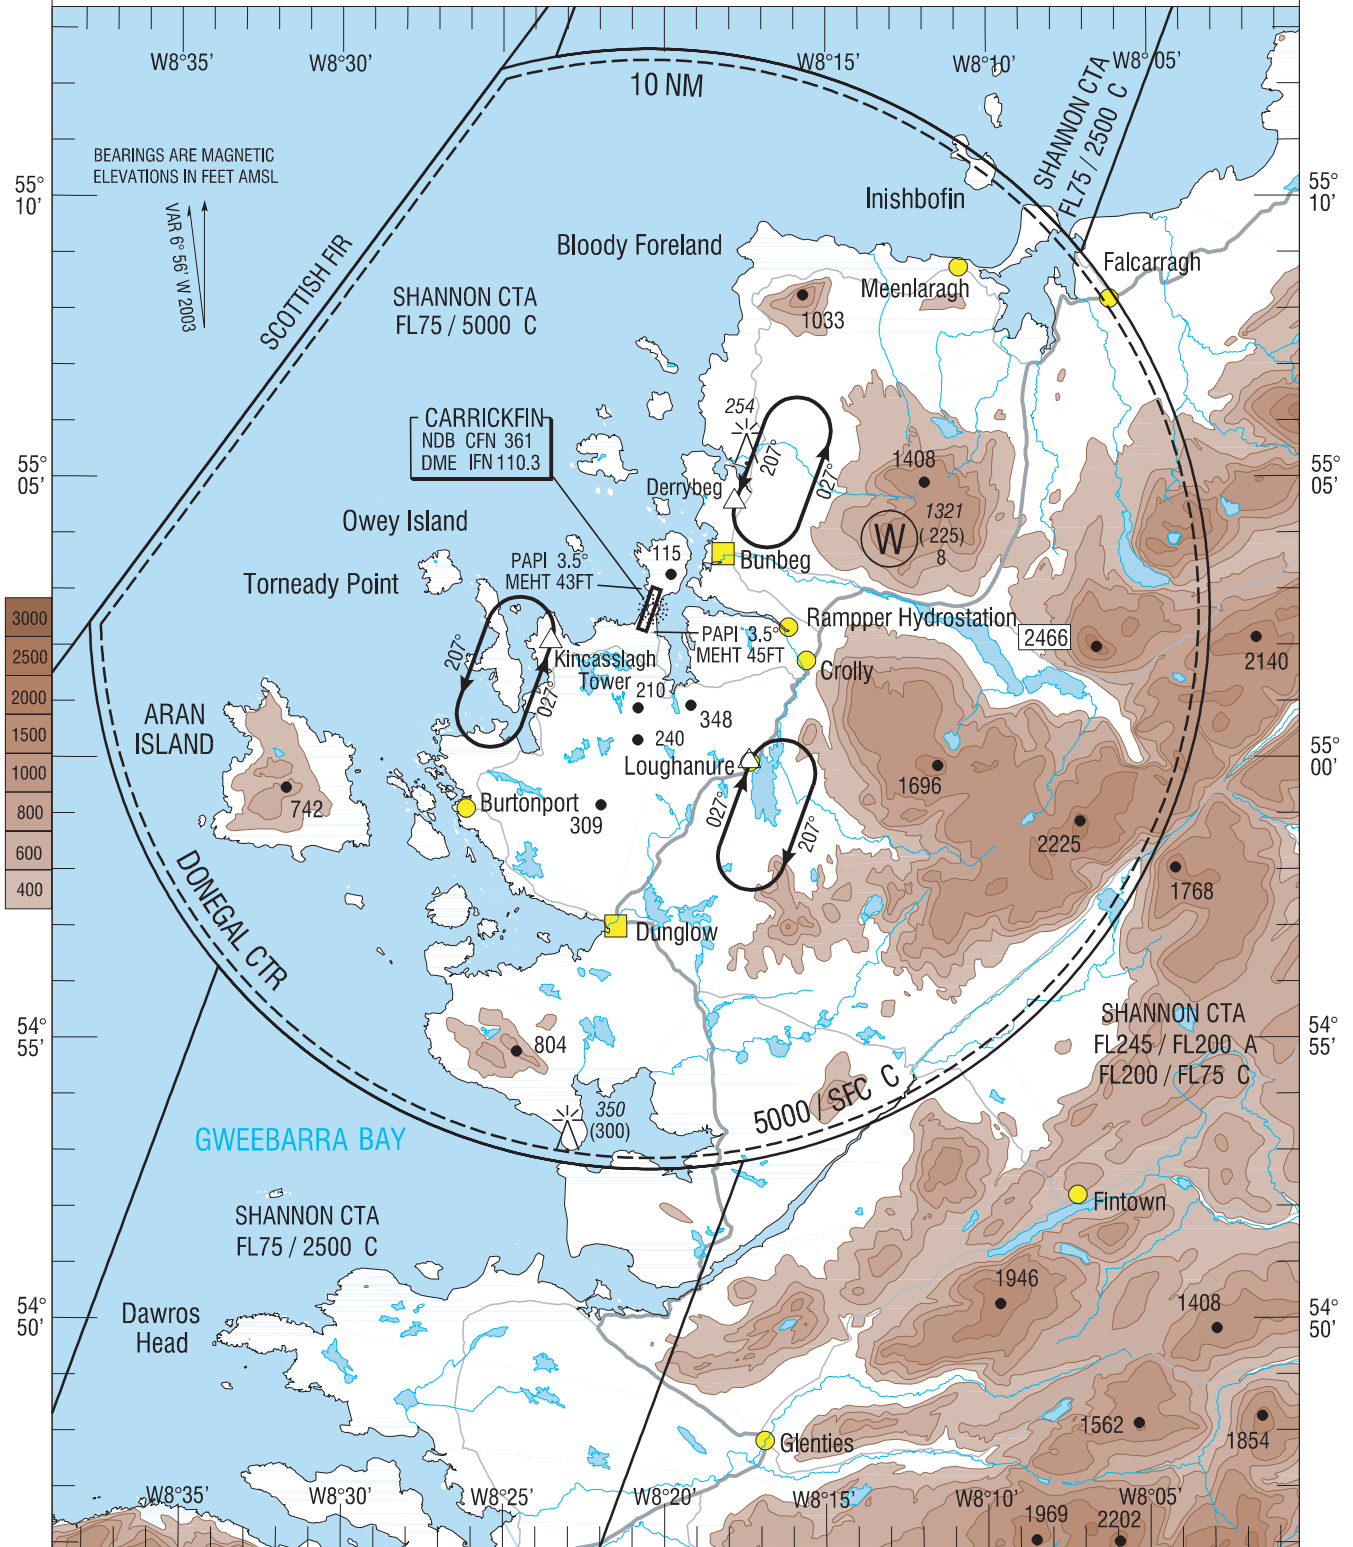 W8°35'
W8°30'
W8°15'
W8°10'
W8°05'
10 NM
SHANNON CTA
FL75 / 2500 C
BEARINGS ARE MAGNETIC
ELEVATIONS IN FEET AMSL
VAR 6° 56' W 2003
55°
10'
55°
10'
Inishbofin
Bloody Foreland
Falcarragh
Meenlaragh
SCOTTISH FIR
SHANNON CTA
FL75 / 5000 C
1033
CARRICKFIN
NDB CFN 361
DME IFN 110.3
254
207°
027°
1408
55°
05'
55°
05'
Derrybeg
1321
(225)
8
W
Owey Island
Bunbeg
115
PAPI 3.5°
MEHT 43FT
Torneady Point
Rampper Hydrostation
3000
2500
2000
1500
1000
800
600
400
2466
2140
PAPI 3.5°
MEHT 45FT
Kincasslagh
Tower
207°
027°
Crolly
210
348
240
ARAN
ISLAND
Loughanure
55°
00'
1696
742
Burtonport
309
027°
207°
2225
1768
DONEGAL CTR
Dunglow
SHANNON CTA
FL245 / FL200 A
FL200 / FL75 C
54°
55'
54°
55'
804
350
(300)
5000 / SFC C
GWEEBARRA BAY
Fintown
SHANNON CTA
FL75 / 2500 C
1946
1408
54°
50'
54°
50'
Dawros
Head
1562
1854
Glenties
W8°35'
W8°30'
W8°25'
W8°20'
W8°15'
W8°10'
W8°05'
1969
2202